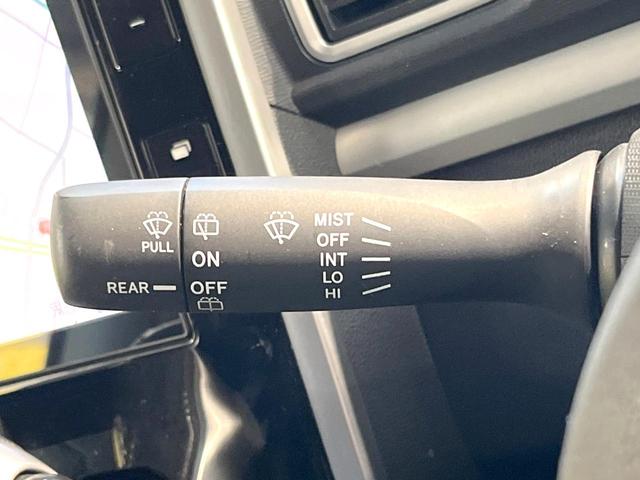 MIST
OFF
INT
LO
HI
PULL
ON
REAR OFF